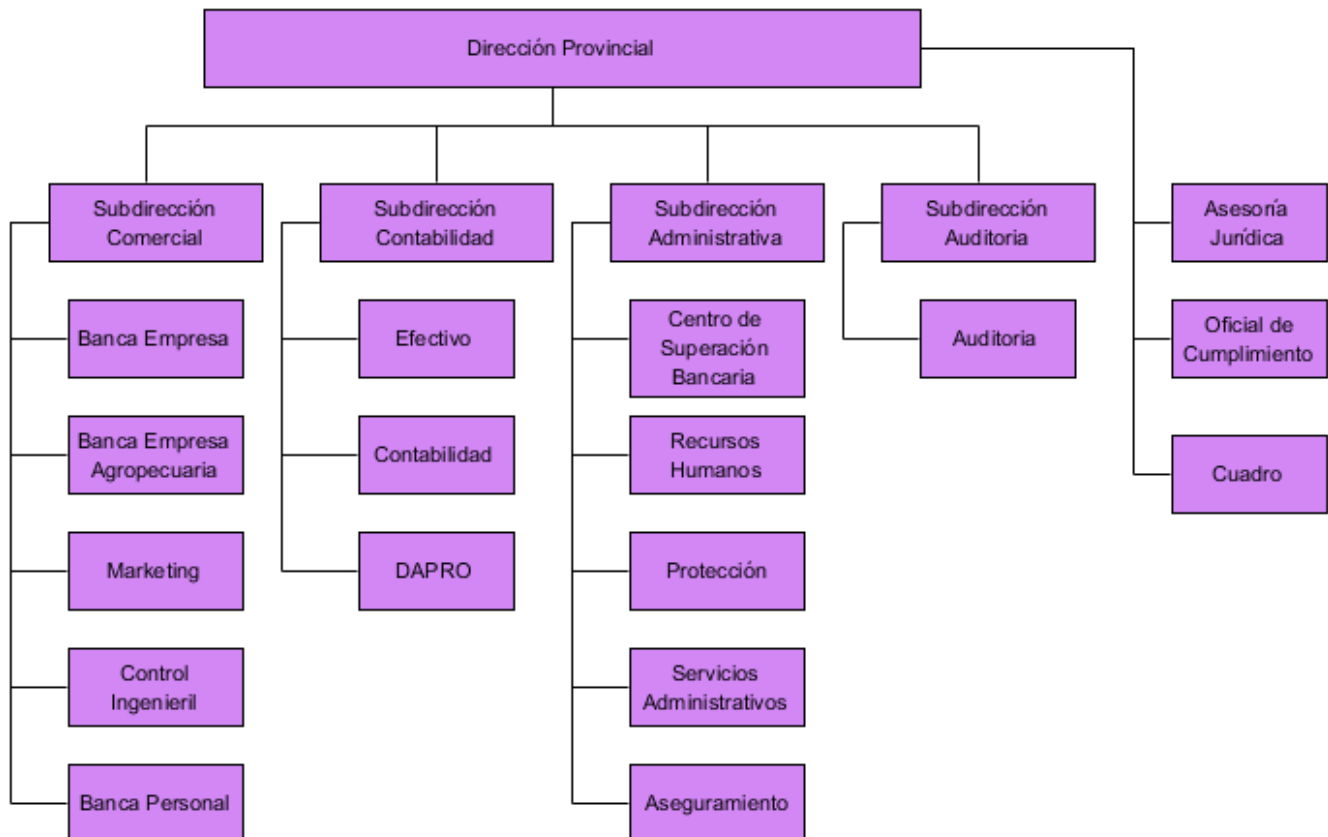 Dirección Provincial
Subdirección
Comercial
Subdirección
Contabilidad
Subdirección
Administrativa
Subdirección
Auditoria
Asesoría
Jurídica
Banca Empresa
Efectivo
Centro de
Superación
Bancaria
Auditoria
Oficial de
Cumplimiento
Banca Empresa
Agropecuaria
Contabilidad
Recursos
Humanos
Cuadro
Marketing
DAPRO
Protección
Control
Ingenieril
Servicios
Administrativos
Banca Personal
Aseguramiento